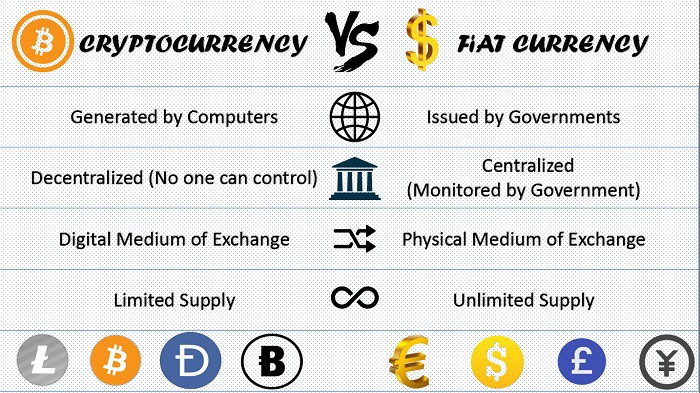 CRYPTOCURRENCY VS FiAT CURRENCY
Generated by Computers
Issued by Governments
Decentralized (No one can control)
Centralized
(Monitored by Government)
Digital Medium of Exchange
Physical Medium of Exchange
Limited Supply
Unlimited Supply